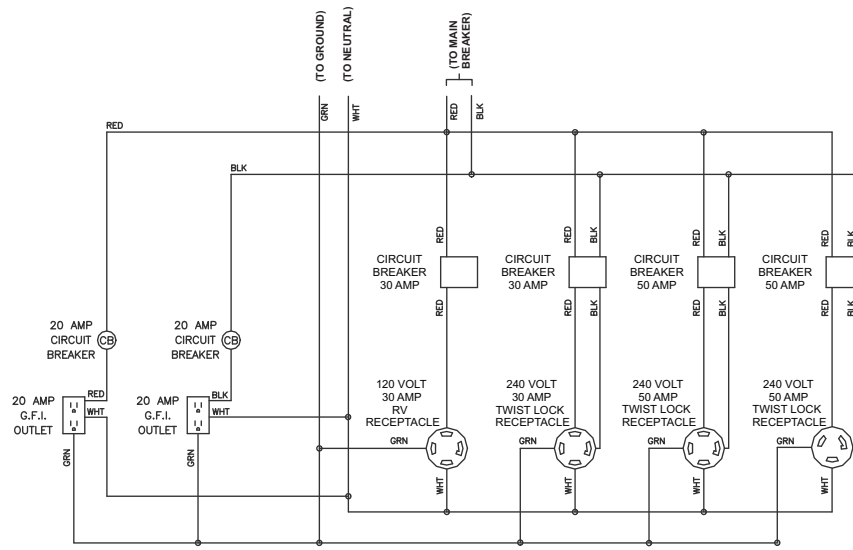 (TO GROUND)
(TO NEUTRAL)
(TO MAIN
BREAKER)
GRN
WHT
RED
BLK
RED
BLK
RED
RED
BLK
RED
BLK
RED
BLK
CIRCUIT
BREAKER
30 AMP
CIRCUIT
BREAKER
30 AMP
CIRCUIT
BREAKER
50 AMP
CIRCUIT
BREAKER
50 AMP
RED
RED
BLK
RED
BLK
RED
BLK
20 AMP
CIRCUIT
BREAKER
CB
20 AMP
CIRCUIT
BREAKER
CB
20 AMP
G.F.I.
OUTLET
RED
WHT
GRN
20 AMP
G.F.I.
OUTLET
BLK
WHT
GRN
120 VOLT
30 AMP
RV
RECEPTACLE
GRN
WHT
240 VOLT
30 AMP
TWIST LOCK
RECEPTACLE
GRN
WHT
240 VOLT
50 AMP
TWIST LOCK
RECEPTACLE
GRN
WHT
240 VOLT
50 AMP
TWIST LOCK
RECEPTACLE
GRN
WHT